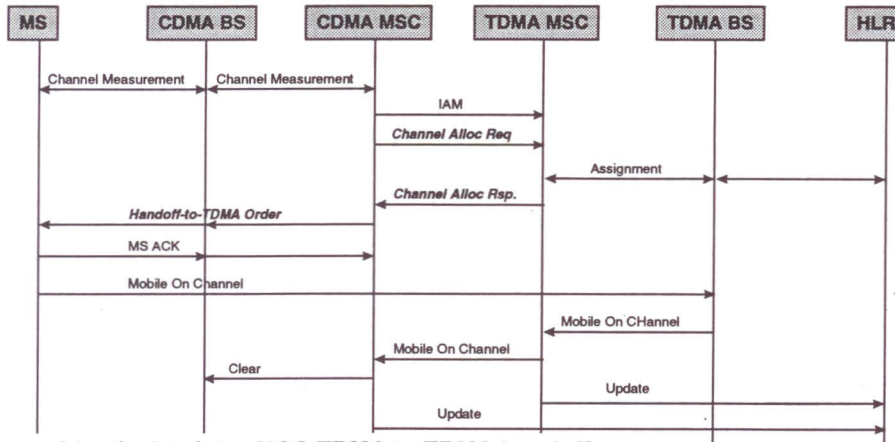 MS CDMA BS CDMA MSC TDMA MSC TDMA BS HLR
Channel Measurement Channel Measurement
IAM
Channel Alloc Req
Assignment
Channel Alloc Rsp.
Handoff-to-TDMA Order
MS ACK
Mobile On Channel
Mobile On CHannel
Mobile On Channel
Clear
Update
Update